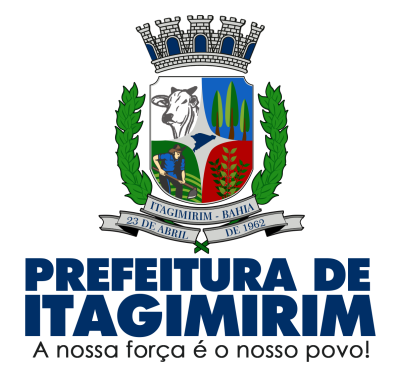 ITAGIMIRIM - BAHIA
23 DE ABRIL DE 1962
PREFEITURA DE
ITAGIMIRIM
A nossa força é o nosso povo!